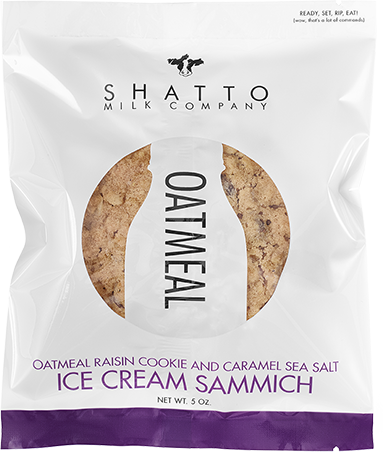 READY, SET, RIP, EAT!
(wow, that's a lot of commands)
SHATTO
MILK COMPANY
OATMEAL
OATMEAL RAISIN COOKIE AND CARAMEL SEA SALT
ICE CREAM SAMMICH
NET WT. 5 OZ.